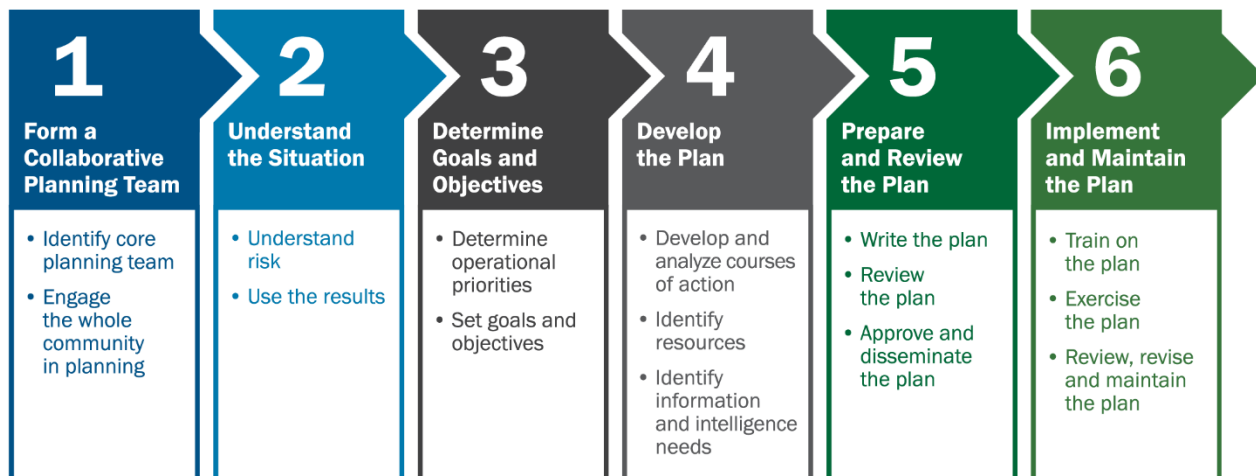 1
Form a
Collaborative
Planning Team
• Identify core
planning team
• Engage
the whole
community
in planning
2
Understand
the Situation
• Understand
risk
• Use the results
3
Determine
Goals and
Objectives
• Determine
operational
priorities
• Set goals and
objectives
4
Develop
the Plan
• Develop and
analyze courses
of action
• Identify
resources
• Identify
information
and intelligence
needs
5
Prepare
and Review
the Plan
• Write the plan
• Review
the plan
• Approve and
disseminate
the plan
6
Implement
and Maintain
the Plan
• Train on
the plan
• Exercise
the plan
• Review, revise
and maintain
the plan